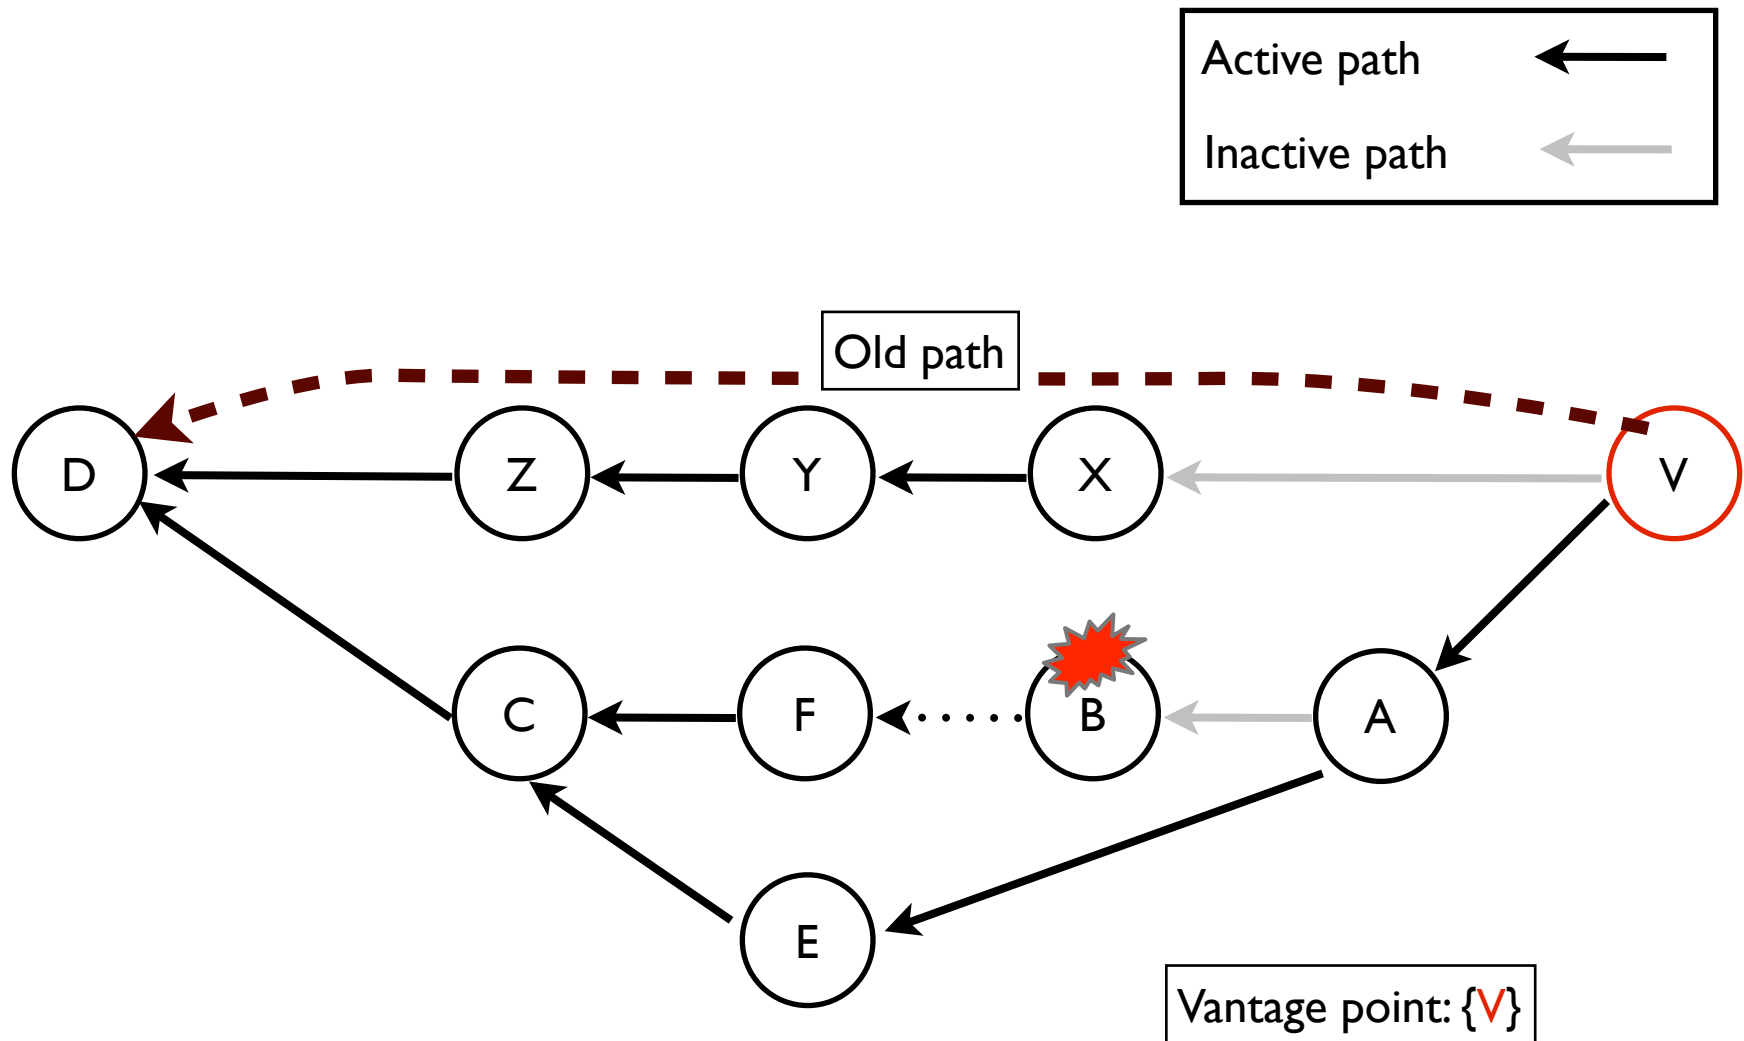 Active path
Inactive path
Old path
D
Z
Y
X
V
C
F
B
A
E
Vantage point: {V}